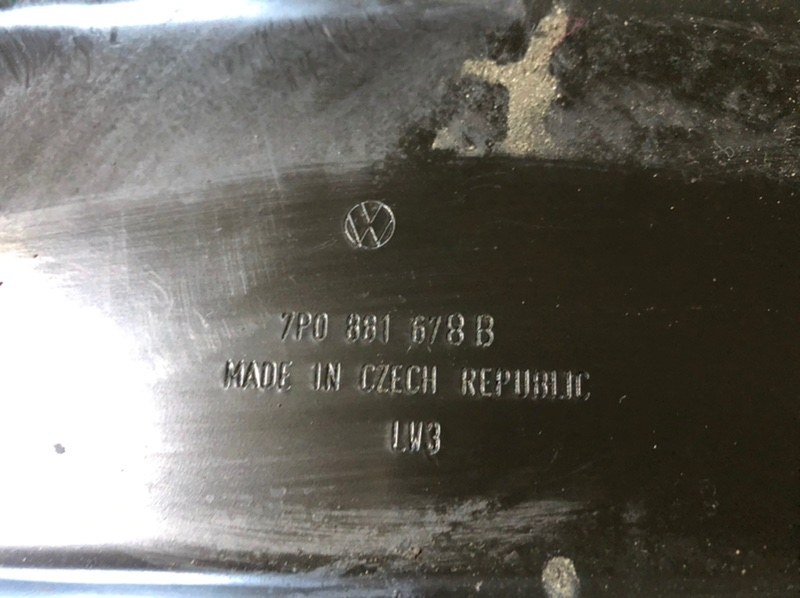 7P0 881 678 B
MADE IN CZECH REPUBLIC
LW3